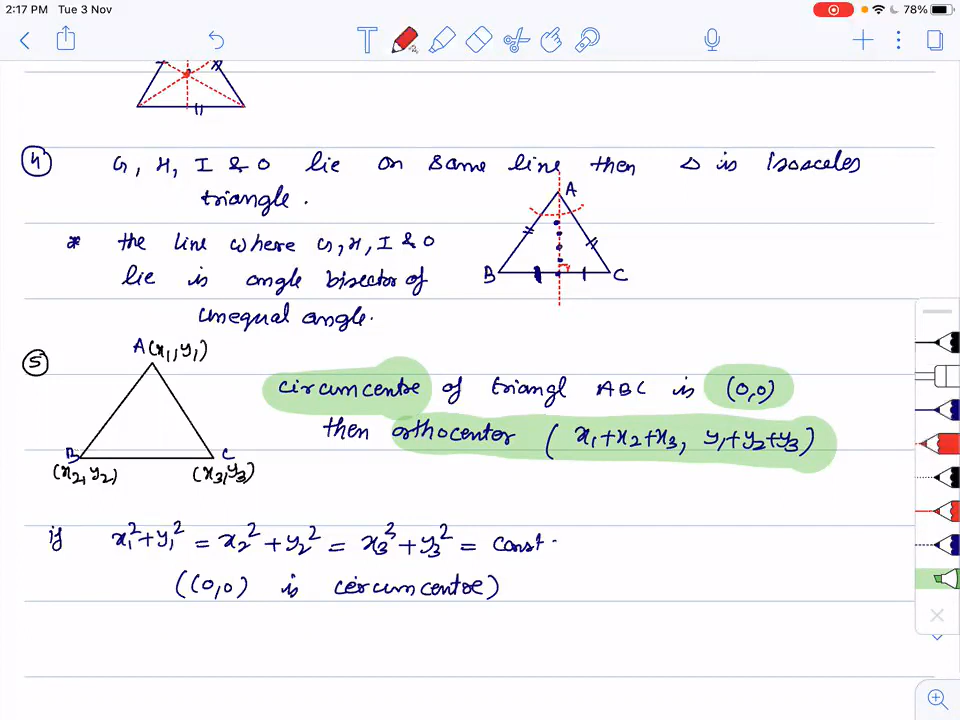 2:17 PM Tue 3 Nov
78%
4 G, H, I & O lie on same line then Δ is Isosceles
triangle.
A
* the line where G, H, I & O
lie is angle bisector of
B C
unequal angle.
5 A(x₁, y₁)
circumcentre of triangl ABC is (0,0)
then orthocenter (x₁+x₂+x₃, y₁+y₂+y₃)
B C
(x₂, y₂) (x₃, y₃)
if x₁²+y₁² = x₂²+y₂² = x₃³+y₃² = const.
((0,0) is circumcentre)